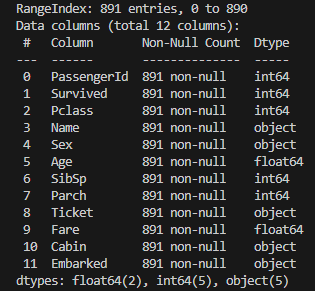 RangeIndex: 891 entries, 0 to 890
Data columns (total 12 columns):
 #   Column       Non-Null Count  Dtype
---  ------       --------------  -----
 0   PassengerId  891 non-null    int64
 1   Survived     891 non-null    int64
 2   Pclass       891 non-null    int64
 3   Name         891 non-null    object
 4   Sex          891 non-null    object
 5   Age          891 non-null    float64
 6   SibSp        891 non-null    int64
 7   Parch        891 non-null    int64
 8   Ticket       891 non-null    object
 9   Fare         891 non-null    float64
 10  Cabin        891 non-null    object
 11  Embarked     891 non-null    object
dtypes: float64(2), int64(5), object(5)